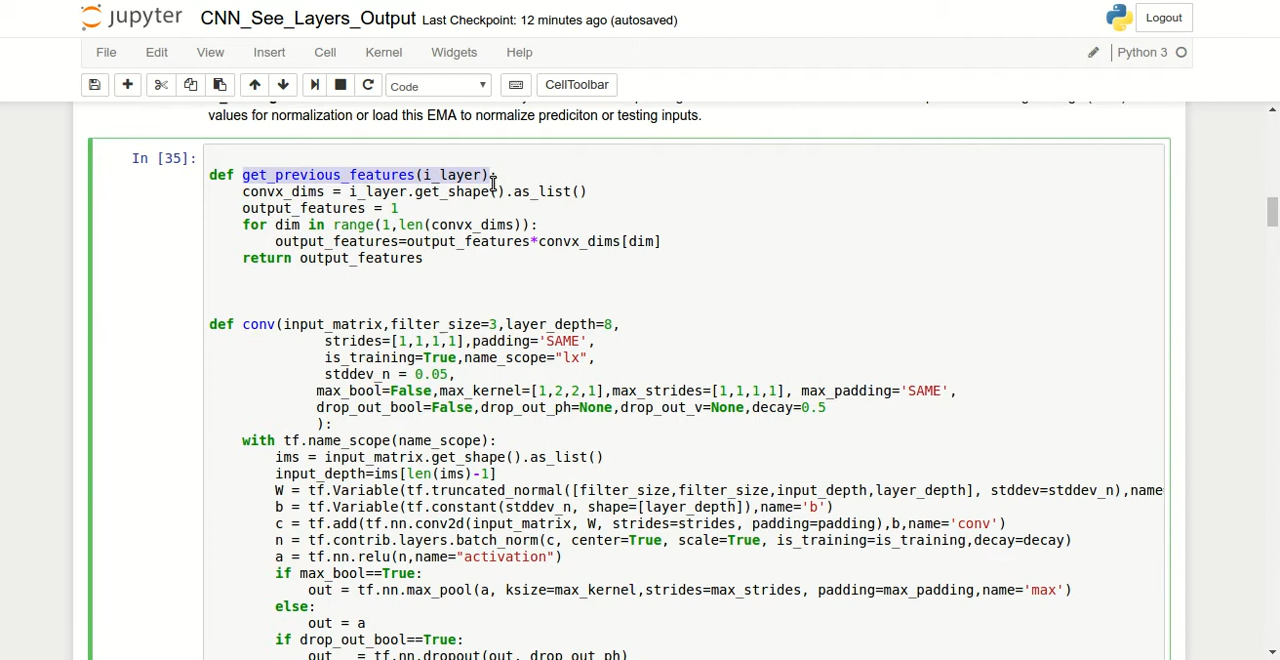 jupyter CNN_See_Layers_Output Last Checkpoint: 12 minutes ago (autosaved) Logout
File Edit View Insert Cell Kernel Widgets Help Python 3
Code CellToolbar
values for normalization or load this EMA to normalize prediciton or testing inputs.
In [35]:
def get_previous_features(i_layer):
    convx_dims = i_layer.get_shape().as_list()
    output_features = 1
    for dim in range(1,len(convx_dims)):
        output_features=output_features*convx_dims[dim]
    return output_features
def conv(input_matrix,filter_size=3,layer_depth=8,
              strides=[1,1,1,1],padding='SAME',
              is_training=True,name_scope="lx",
              stddev_n = 0.05,
             max_bool=False,max_kernel=[1,2,2,1],max_strides=[1,1,1,1], max_padding='SAME',
             drop_out_bool=False,drop_out_ph=None,drop_out_v=None,decay=0.5
             ):
    with tf.name_scope(name_scope):
        ims = input_matrix.get_shape().as_list()
        input_depth=ims[len(ims)-1]
        W = tf.Variable(tf.truncated_normal([filter_size,filter_size,input_depth,layer_depth], stddev=stddev_n),name
        b = tf.Variable(tf.constant(stddev_n, shape=[layer_depth]),name='b')
        c = tf.add(tf.nn.conv2d(input_matrix, W, strides=strides, padding=padding),b,name='conv')
        n = tf.contrib.layers.batch_norm(c, center=True, scale=True, is_training=is_training,decay=decay)
        a = tf.nn.relu(n,name="activation")
        if max_bool==True:
            out = tf.nn.max_pool(a, ksize=max_kernel,strides=max_strides, padding=max_padding,name='max')
        else:
            out = a
        if drop_out_bool==True:
            out_  = tf.nn.dropout(out, drop_out_ph)